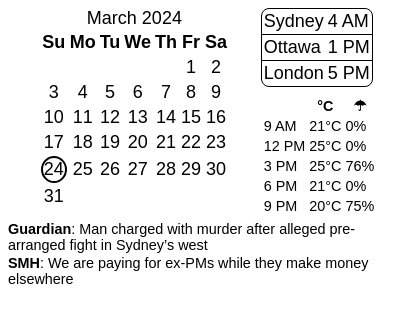 March 2024
Su Mo Tu We Th Fr Sa
1 2
3 4 5 6 7 8 9
10 11 12 13 14 15 16
17 18 19 20 21 22 23
24 25 26 27 28 29 30
31
Sydney 4 AM
Ottawa 1 PM
London 5 PM
°C ☂
9 AM 21°C 0%
12 PM 25°C 0%
3 PM 25°C 76%
6 PM 21°C 0%
9 PM 20°C 75%
Guardian: Man charged with murder after alleged pre-
arranged fight in Sydney’s west
SMH: We are paying for ex-PMs while they make money
elsewhere